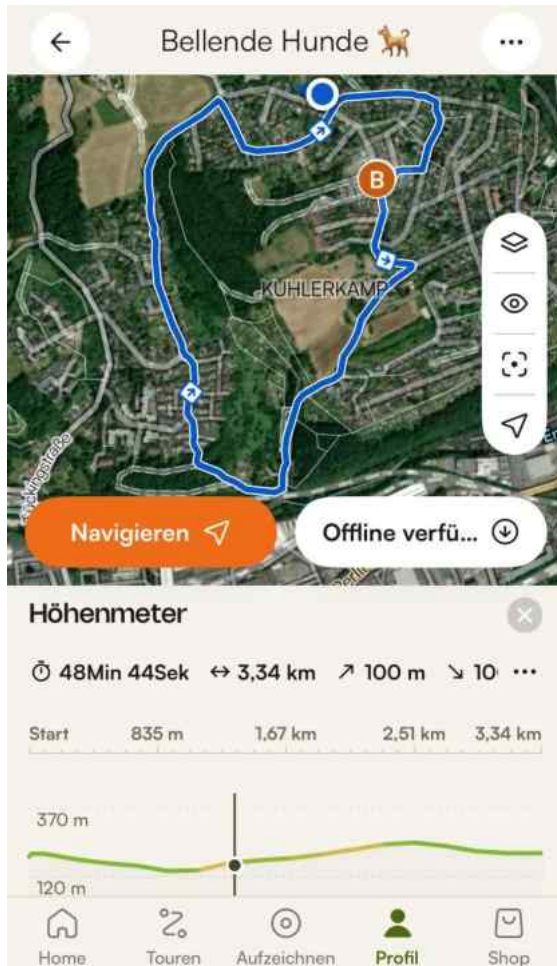 Bellende Hunde 🐕
B
KUHLERKAMP
Navigieren
Offline verfü...
Höhenmeter
48Min 44Sek 3,34 km 100 m 10 ...
Start 835 m 1,67 km 2,51 km 3,34 km
370 m
120 m
Home Touren Aufzeichnen Profil Shop